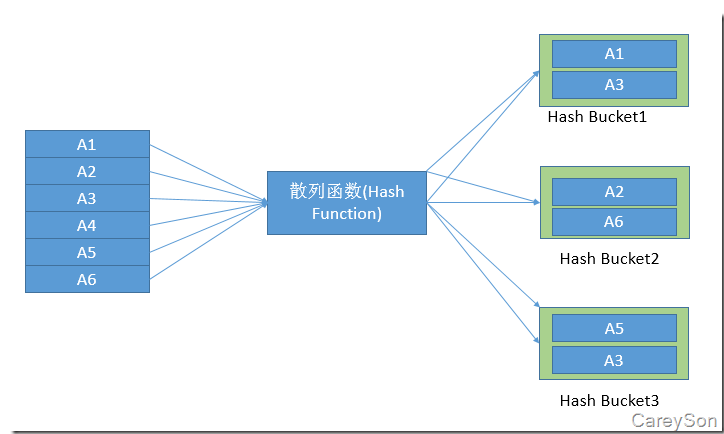 A1
A2
A3
A4
A5
A6
散列函数(Hash
Function)
A1
A3
Hash Bucket1
A2
A6
Hash Bucket2
A5
A3
Hash Bucket3
CareySon